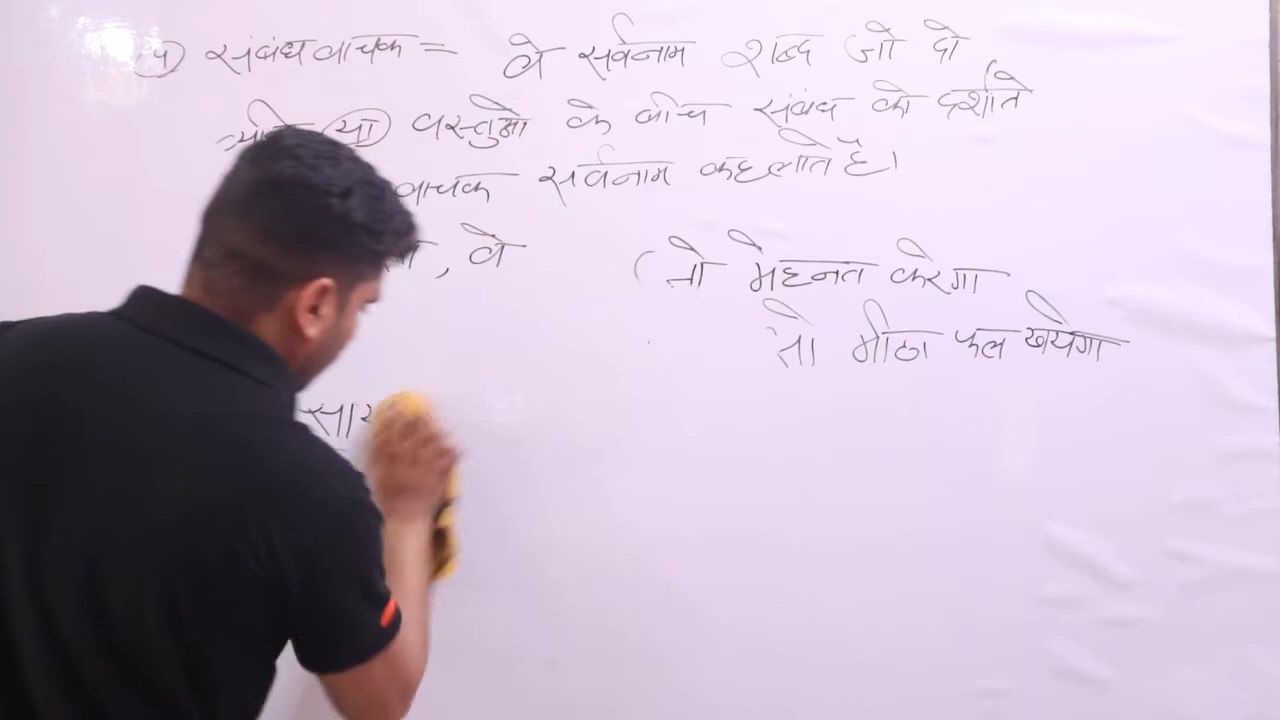 ५) संबंधवाचक = वे सर्वनाम शब्द जो दो
या वस्तुओ के बीच संबंध को दर्शाते
वाचक सर्वनाम कहलाते है।
, वे (जो मेहनत करेगा
तो मीठा फल खायेगा